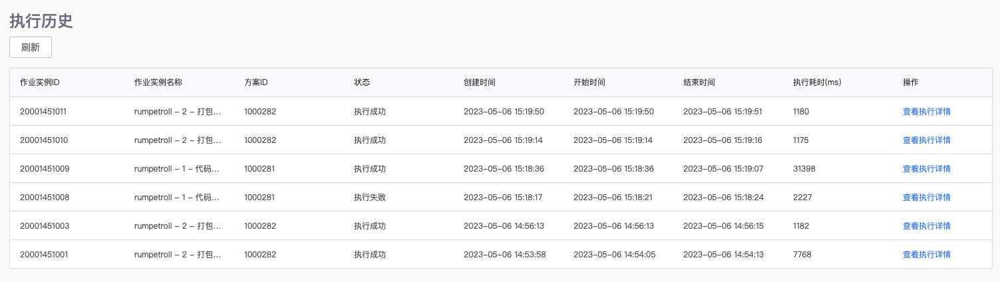 执行历史
刷新
作业实例ID 作业实例名称 方案ID 状态 创建时间 开始时间 结束时间 执行耗时(ms) 操作
20001451011 rumpetroll - 2 - 打包... 1000282 执行成功 2023-05-06 15:19:50 2023-05-06 15:19:50 2023-05-06 15:19:51 1180 查看执行详情
20001451010 rumpetroll - 2 - 打包... 1000282 执行成功 2023-05-06 15:19:14 2023-05-06 15:19:14 2023-05-06 15:19:16 1175 查看执行详情
20001451009 rumpetroll - 1 - 代码... 1000281 执行成功 2023-05-06 15:18:36 2023-05-06 15:18:36 2023-05-06 15:19:07 31398 查看执行详情
20001451008 rumpetroll - 1 - 代码... 1000281 执行失败 2023-05-06 15:18:17 2023-05-06 15:18:21 2023-05-06 15:18:24 2227 查看执行详情
20001451003 rumpetroll - 2 - 打包... 1000282 执行成功 2023-05-06 14:56:13 2023-05-06 14:56:13 2023-05-06 14:56:15 1182 查看执行详情
20001451001 rumpetroll - 2 - 打包... 1000282 执行成功 2023-05-06 14:53:58 2023-05-06 14:54:05 2023-05-06 14:54:13 7768 查看执行详情